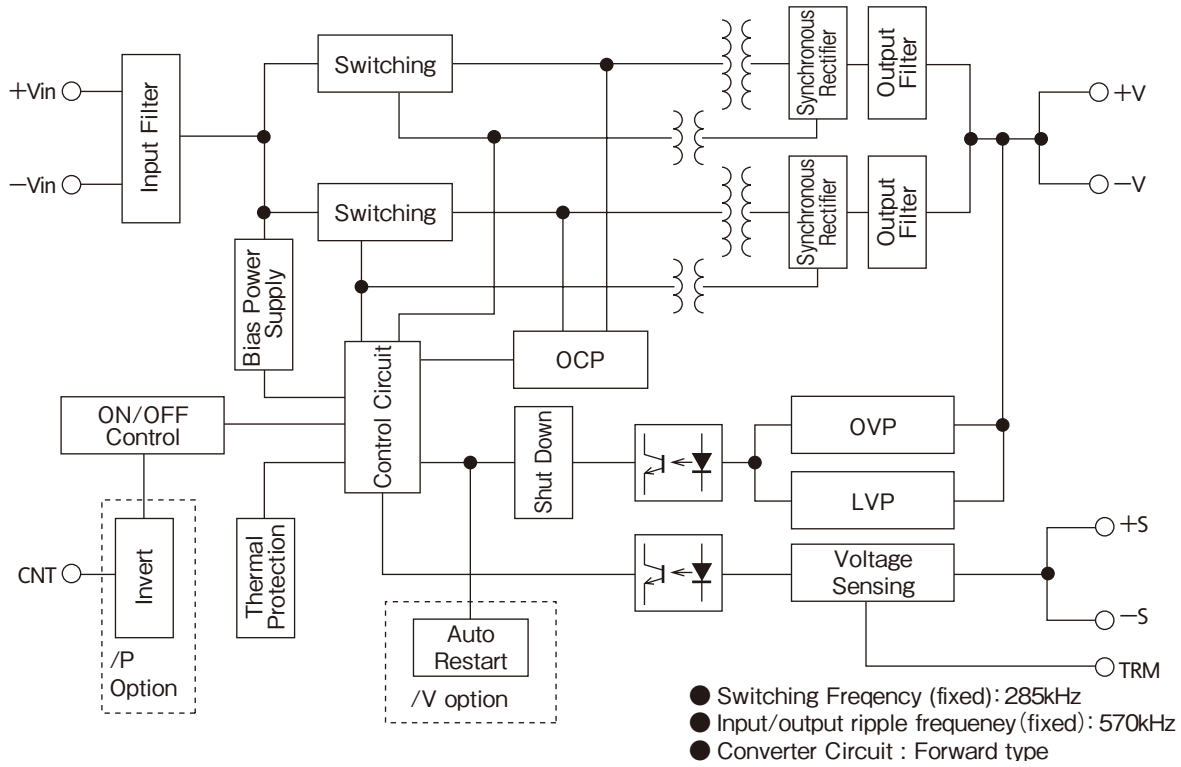 Switching
Synchronous
Rectifier
Output
Filter
+Vin
Input Filter
+V
−Vin
−V
Switching
Synchronous
Rectifier
Output
Filter
Bias Power
Supply
OCP
Control Circuit
ON/OFF
Control
OVP
Shut Down
LVP
Invert
Thermal
Protection
+S
CNT
Voltage
Sensing
−S
/P
Option
Auto
Restart
/V option
TRM
● Switching Freqency (fixed): 285kHz
● Input/output ripple frequeney (fixed): 570kHz
● Converter Circuit : Forward type